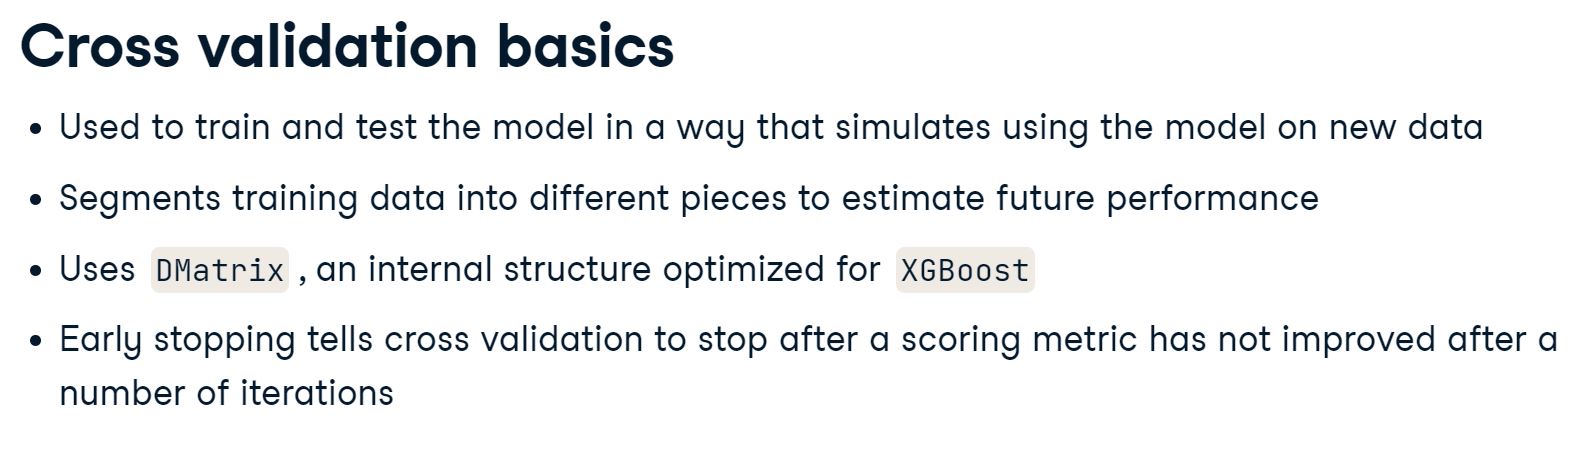 Cross validation basics
• Used to train and test the model in a way that simulates using the model on new data
• Segments training data into different pieces to estimate future performance
• Uses DMatrix , an internal structure optimized for XGBoost
• Early stopping tells cross validation to stop after a scoring metric has not improved after a
number of iterations